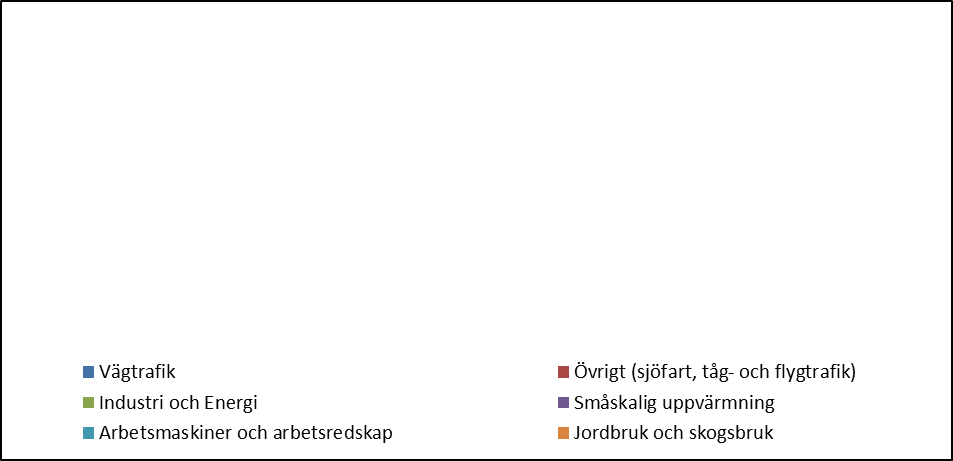 Vägtrafik
Övrigt (sjöfart, tåg- och flygtrafik)
Industri och Energi
Småskalig uppvärmning
Arbetsmaskiner och arbetsredskap
Jordbruk och skogsbruk